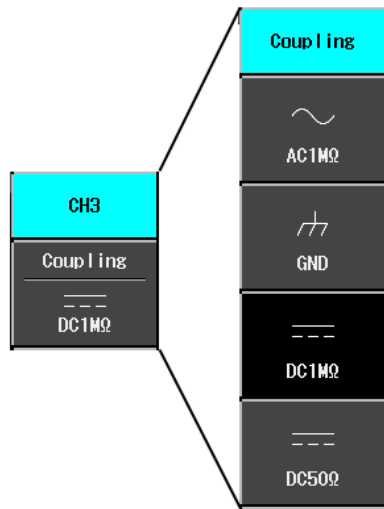 CH3
Coupling
DC1MΩ
Coupling
AC1MΩ
GND
DC1MΩ
DC50Ω